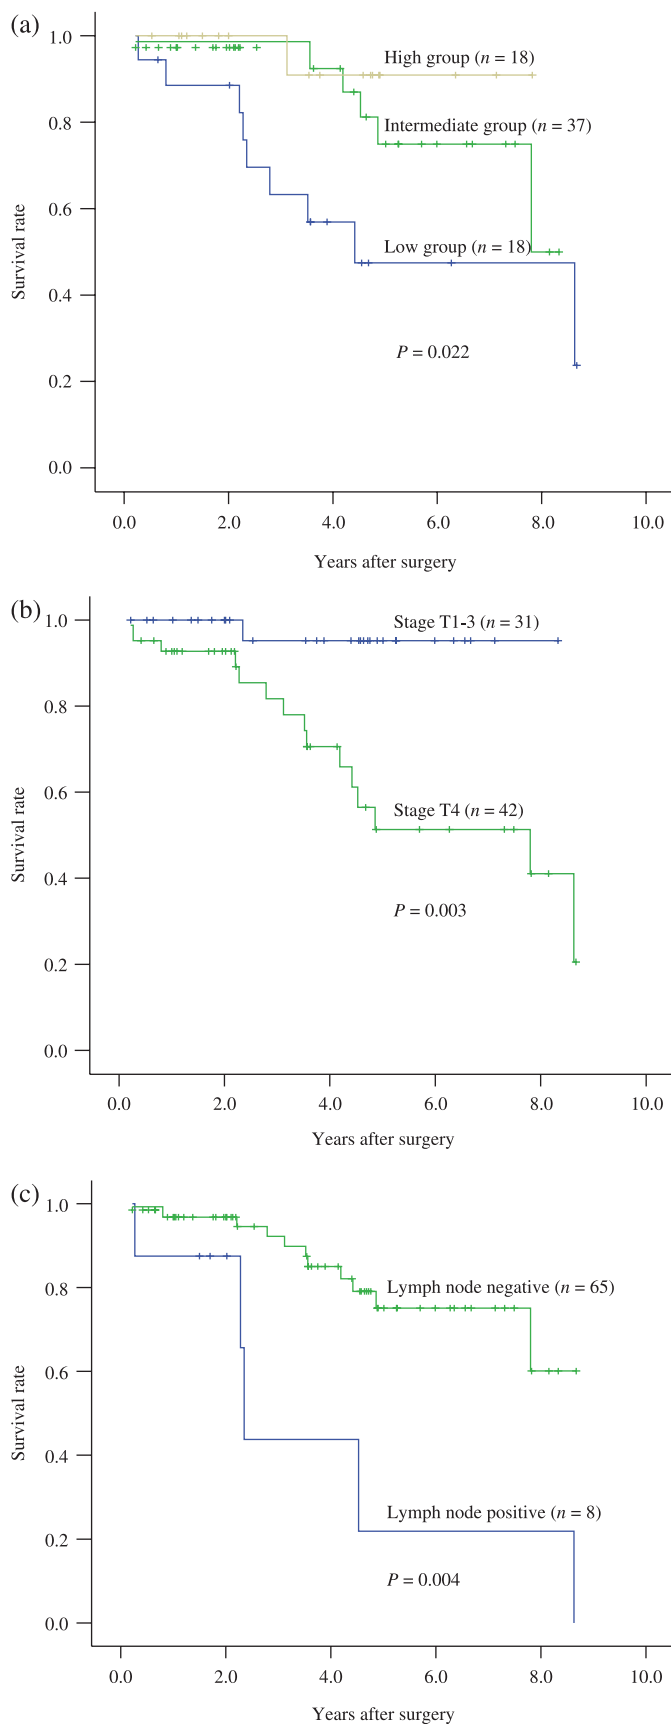 (a)
1.0
High group (n = 18)
Intermediate group (n = 37)
0.8
0.6
Survival rate
Low group (n = 18)
0.4
P = 0.022
0.2
0.0
0.0 2.0 4.0 6.0 8.0 10.0
Years after surgery
(b)
1.0
Stage T1-3 (n = 31)
0.8
0.6
Survival rate
Stage T4 (n = 42)
0.4
P = 0.003
0.2
0.0
0.0 2.0 4.0 6.0 8.0 10.0
Years after surgery
(c)
1.0
0.8
Lymph node negative (n = 65)
0.6
Survival rate
0.4
Lymph node positive (n = 8)
0.2
P = 0.004
0.0
0.0 2.0 4.0 6.0 8.0 10.0
Years after surgery